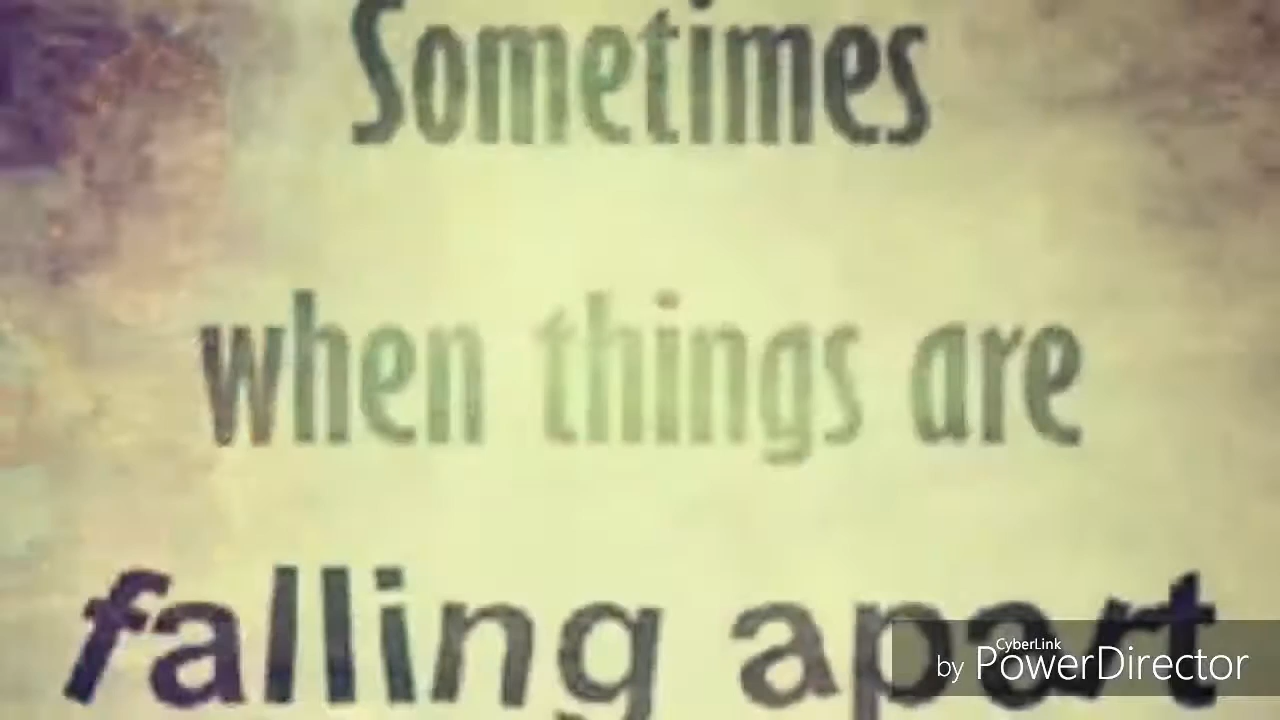 Sometimes
when things are
falling apart
CyberLink
by PowerDirector